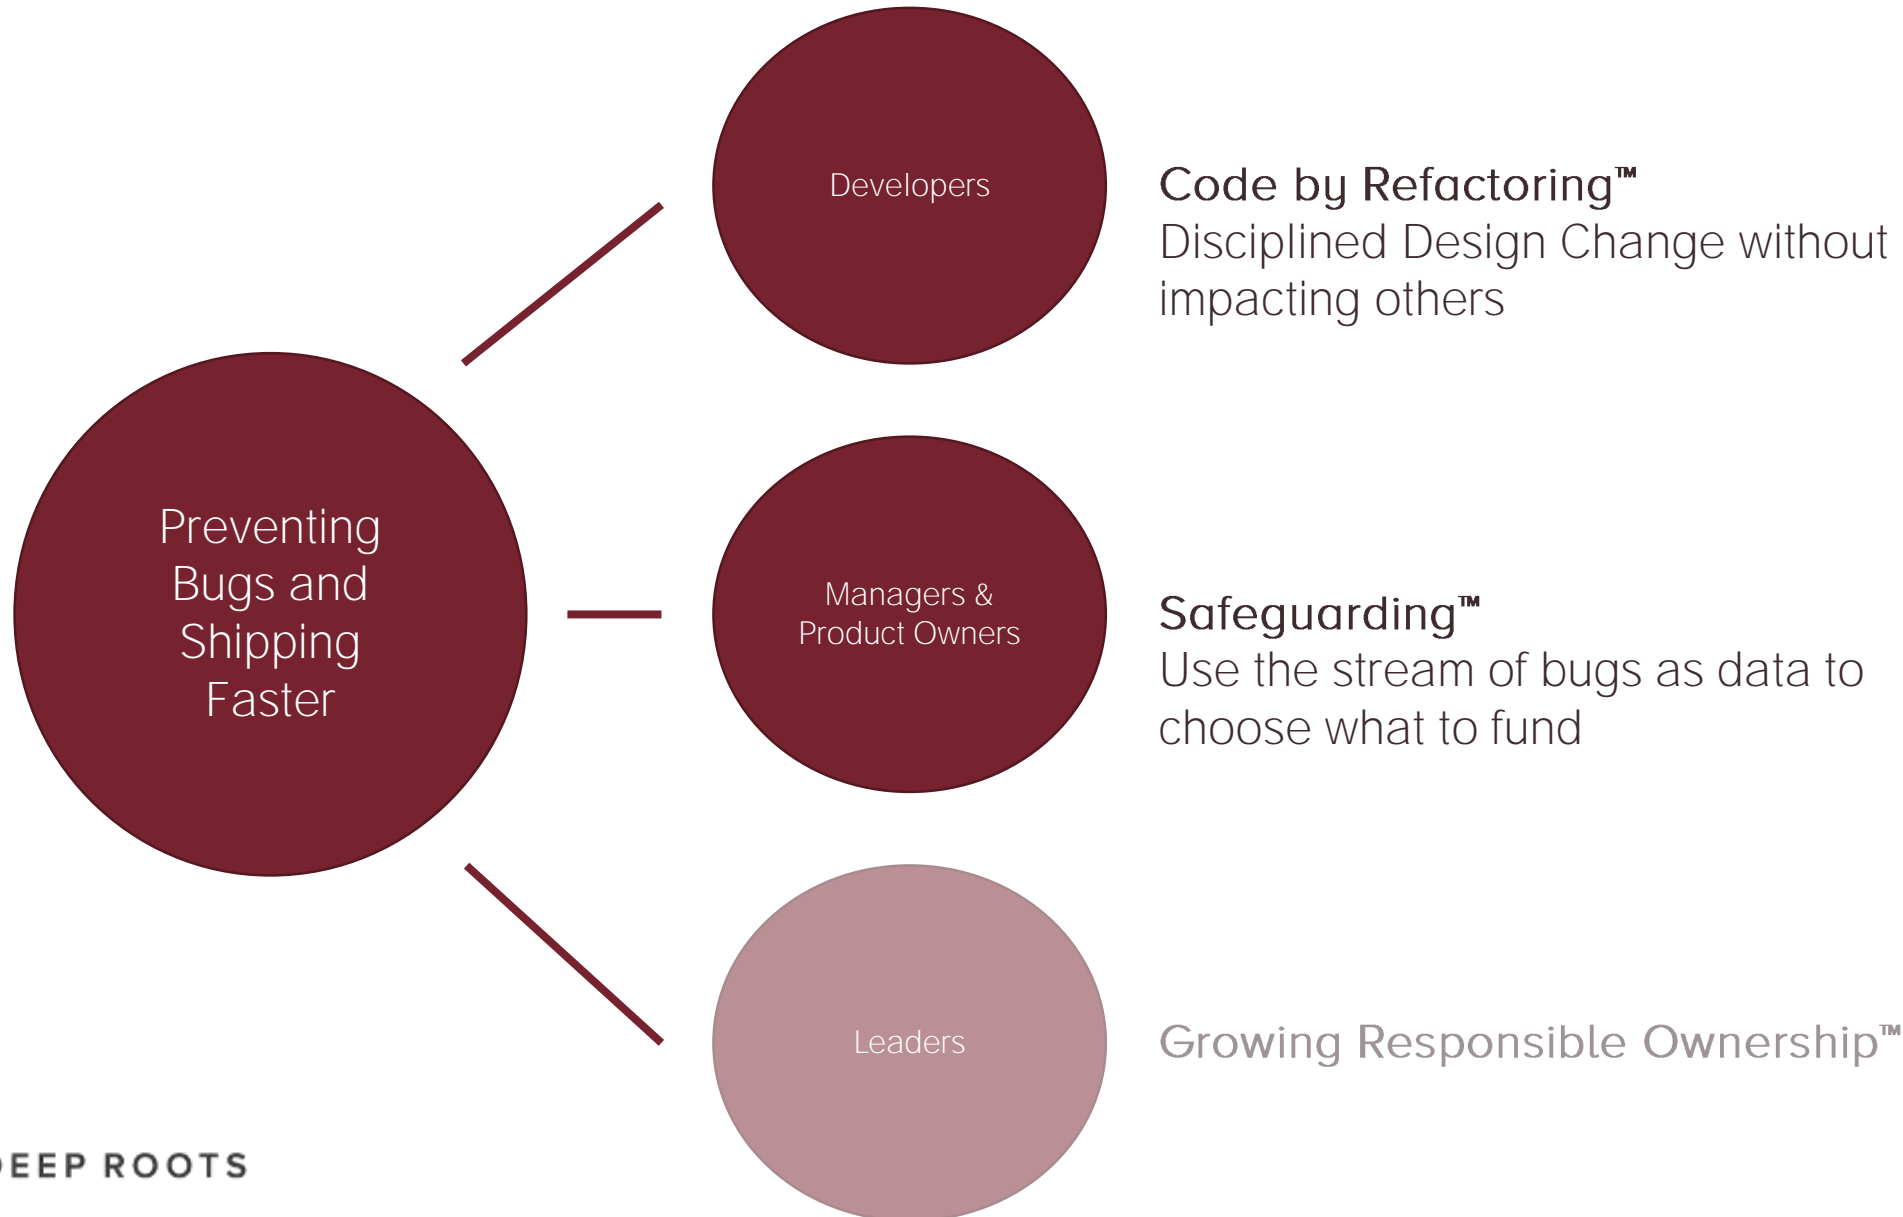 Preventing
Bugs and
Shipping
Faster
Developers
Code by Refactoring™
Disciplined Design Change without
impacting others
Managers &
Product Owners
Safeguarding™
Use the stream of bugs as data to
choose what to fund
Leaders
Growing Responsible Ownership™
DEEP ROOTS